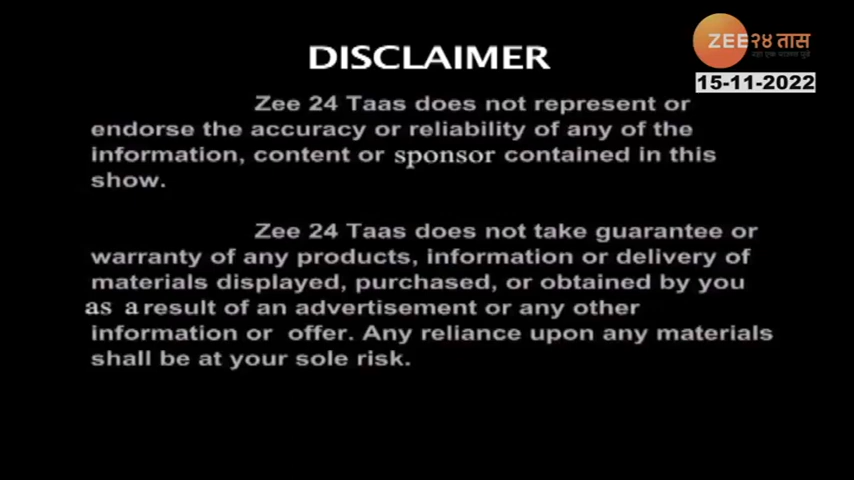 ZEE २४ तास
15-11-2022
DISCLAIMER
Zee 24 Taas does not represent or
endorse the accuracy or reliability of any of the
information, content or sponsor contained in this
show.
Zee 24 Taas does not take guarantee or
warranty of any products, information or delivery of
materials displayed, purchased, or obtained by you
as a result of an advertisement or any other
information or offer. Any reliance upon any materials
shall be at your sole risk.